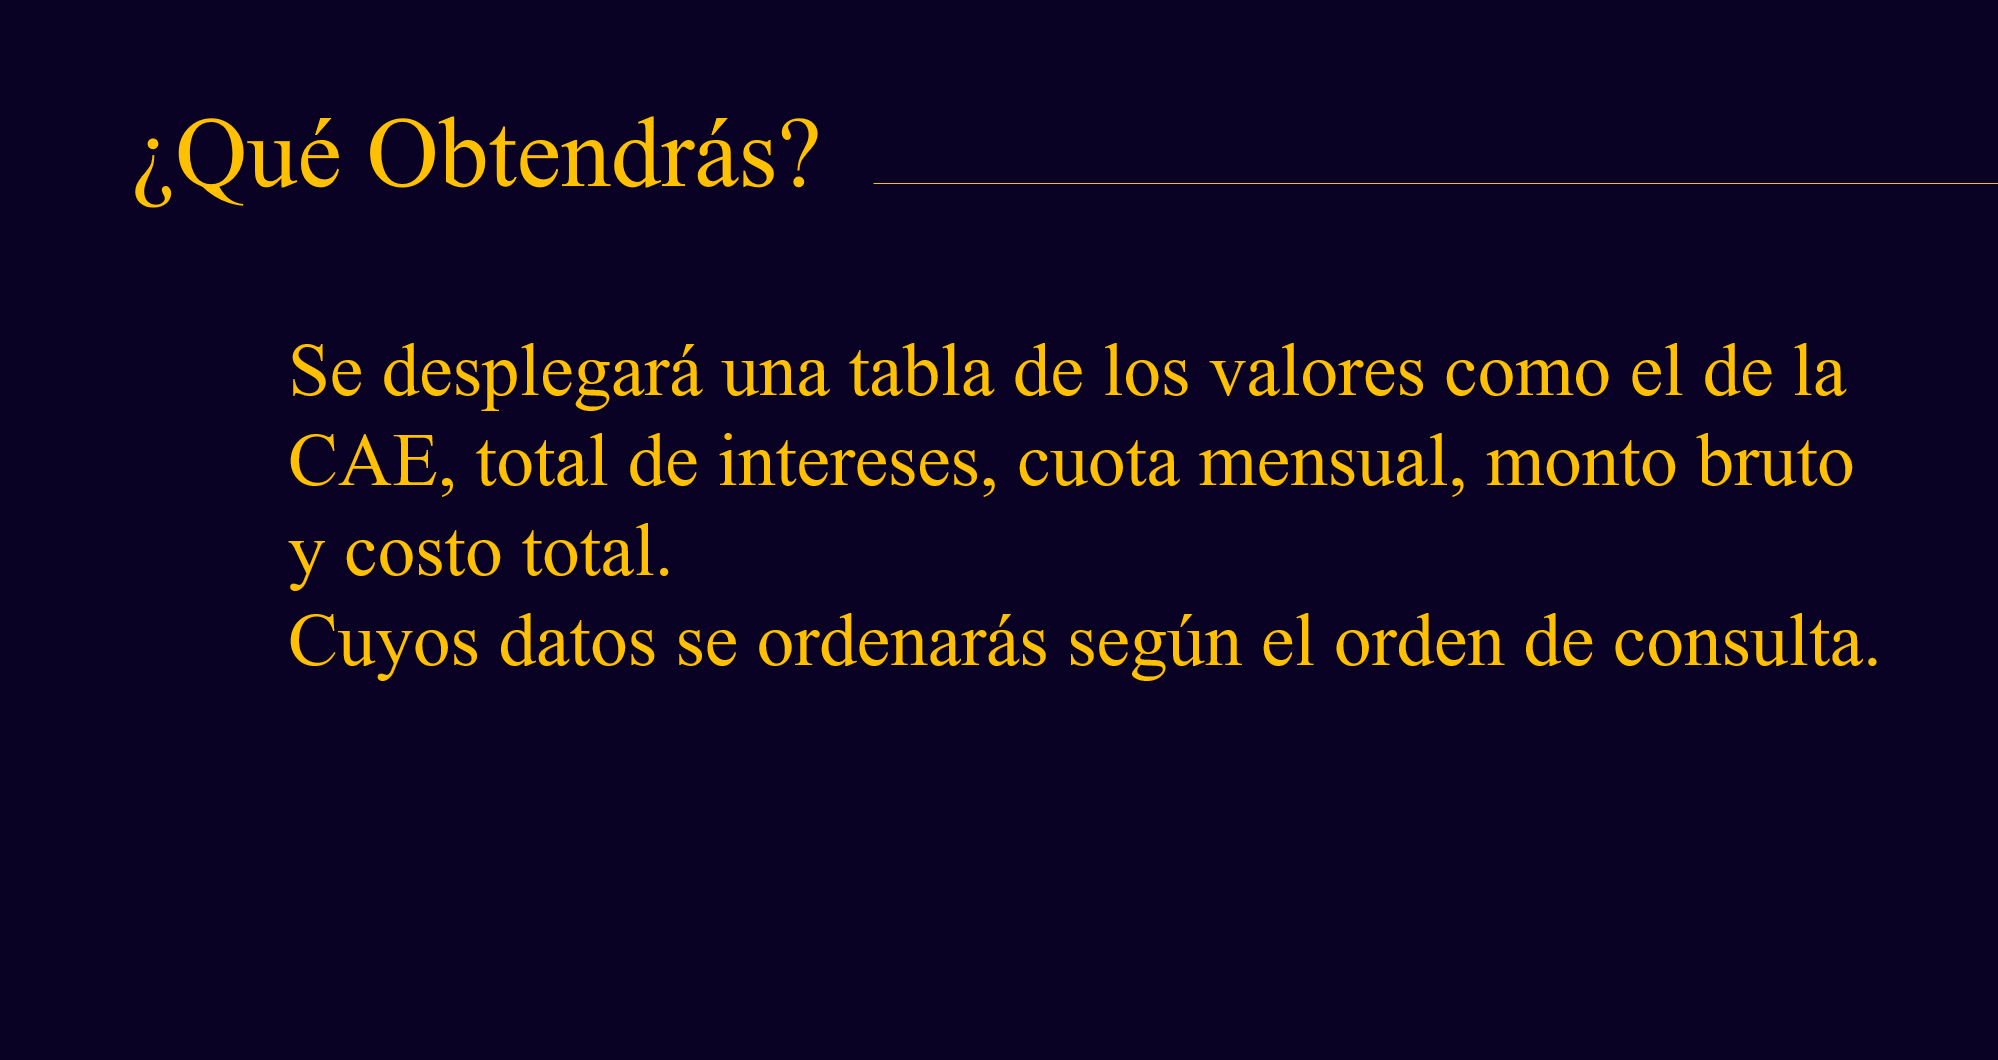 ¿Qué Obtendrás?
Se desplegará una tabla de los valores como el de la
CAE, total de intereses, cuota mensual, monto bruto
y costo total.
Cuyos datos se ordenarás según el orden de consulta.